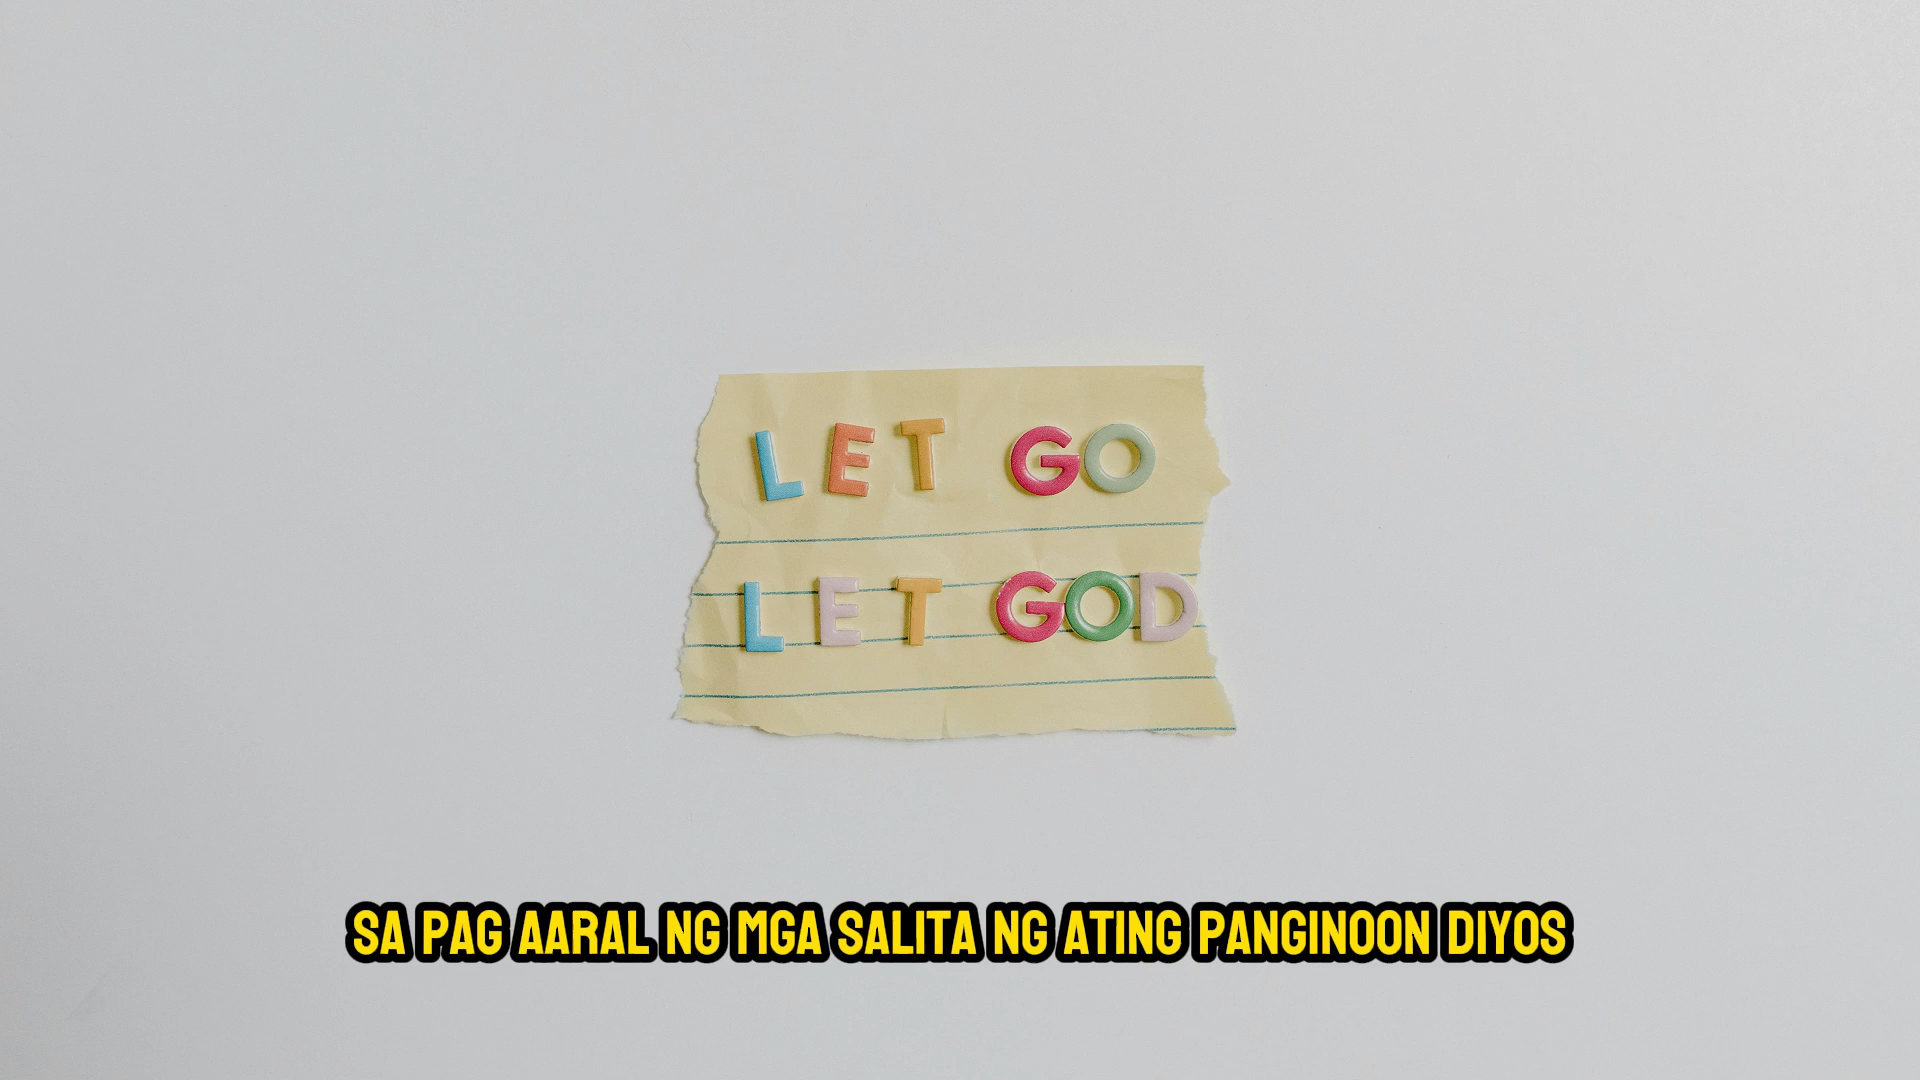 LET GO
LET GOD
SA PAG AARAL NG MGA SALITA NG ATING PANGINOON DIYOS